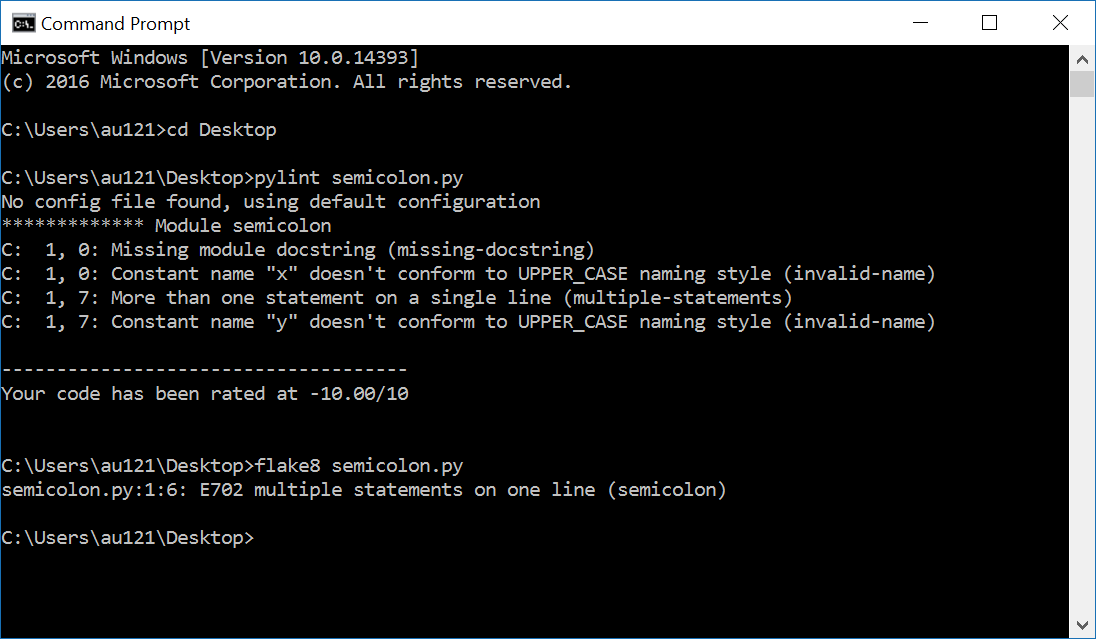 Command Prompt
Microsoft Windows [Version 10.0.14393]
(c) 2016 Microsoft Corporation. All rights reserved.
C:\Users\au121>cd Desktop
C:\Users\au121\Desktop>pylint semicolon.py
No config file found, using default configuration
************* Module semicolon
C:  1, 0: Missing module docstring (missing-docstring)
C:  1, 0: Constant name "x" doesn't conform to UPPER_CASE naming style (invalid-name)
C:  1, 7: More than one statement on a single line (multiple-statements)
C:  1, 7: Constant name "y" doesn't conform to UPPER_CASE naming style (invalid-name)
-------------------------------------
Your code has been rated at -10.00/10
C:\Users\au121\Desktop>flake8 semicolon.py
semicolon.py:1:6: E702 multiple statements on one line (semicolon)
C:\Users\au121\Desktop>